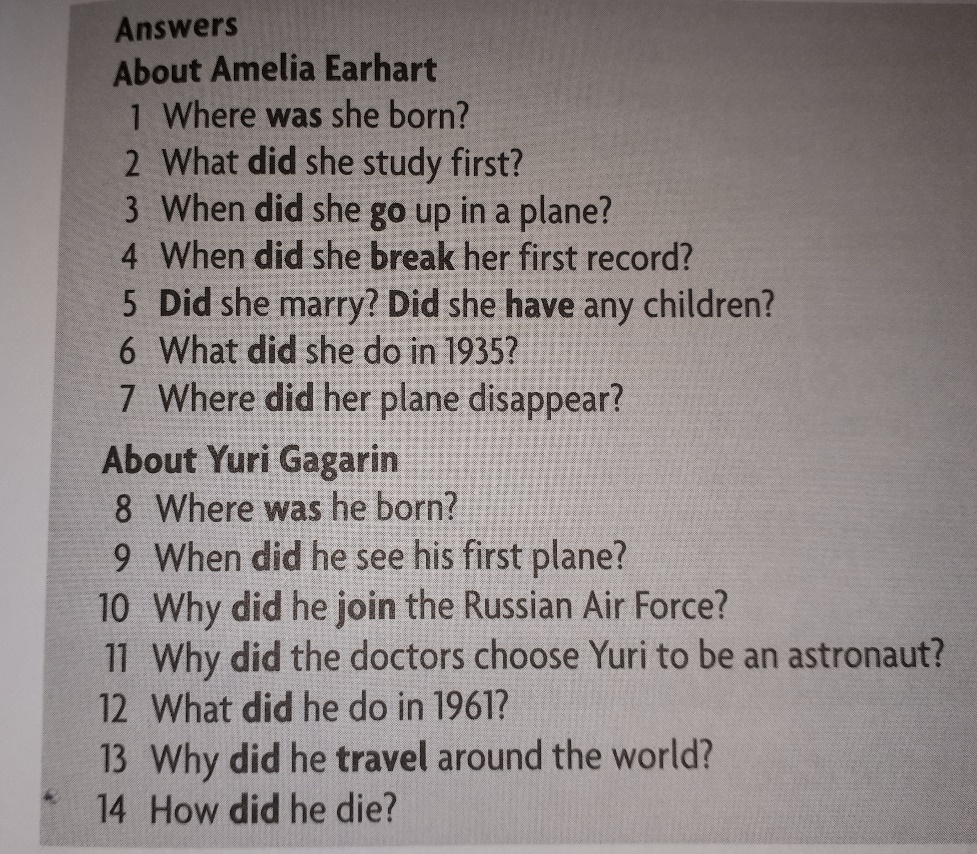 Answers
About Amelia Earhart
1 Where was she born?
2 What did she study first?
3 When did she go up in a plane?
4 When did she break her first record?
5 Did she marry? Did she have any children?
6 What did she do in 1935?
7 Where did her plane disappear?
About Yuri Gagarin
8 Where was he born?
9 When did he see his first plane?
10 Why did he join the Russian Air Force?
11 Why did the doctors choose Yuri to be an astronaut?
12 What did he do in 1961?
13 Why did he travel around the world?
14 How did he die?